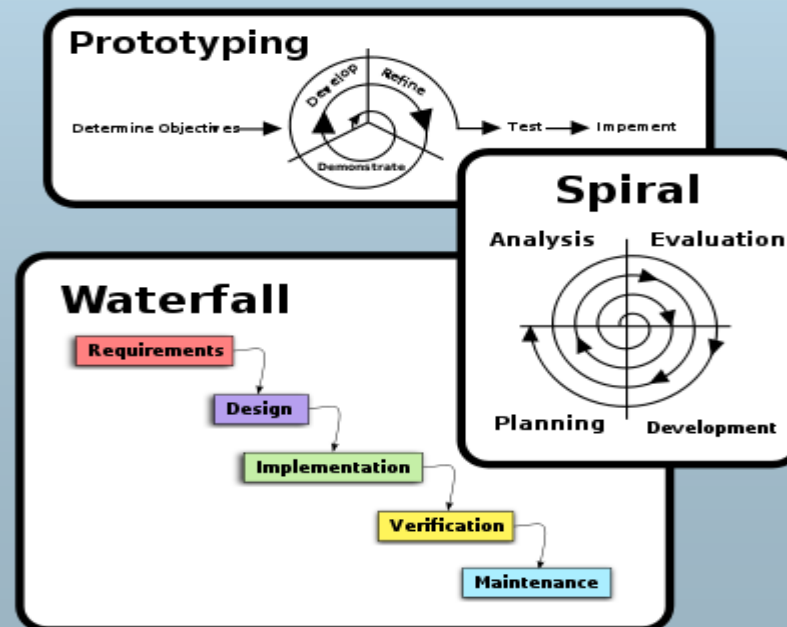 Prototyping
Develop
Refine
Determine Objectives
Test
Impement
Demonstrate
Spiral
Analysis
Evaluation
Planning
Development
Waterfall
Requirements
Design
Implementation
Verification
Maintenance